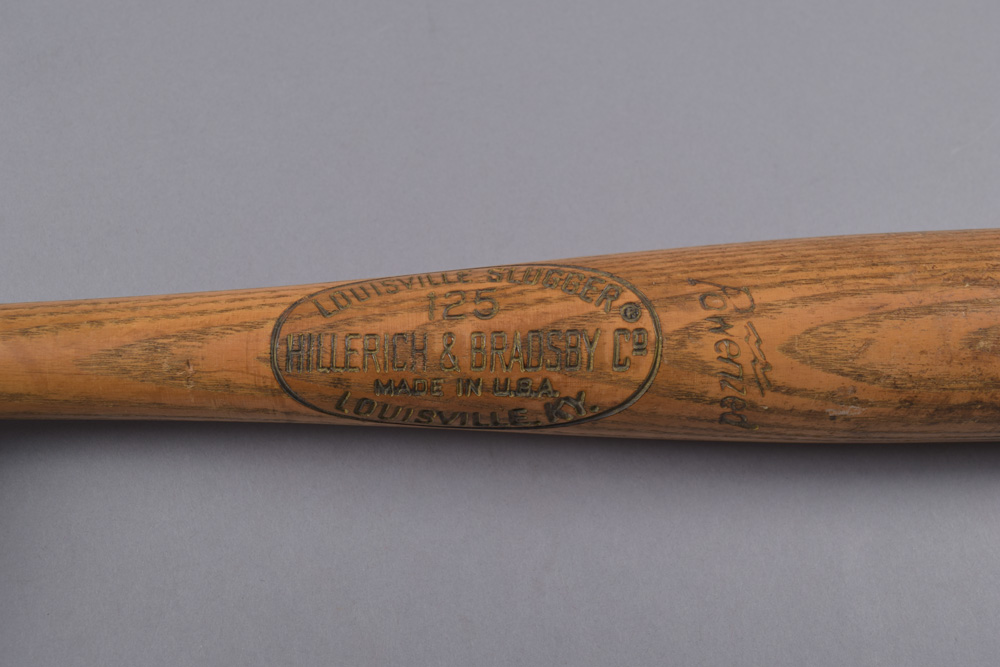 LOUISVILLE SLUGGER ®
125
HILLERICH & BRADSBY Cº
MADE IN U.S.A.
LOUISVILLE, KY.
Powerized